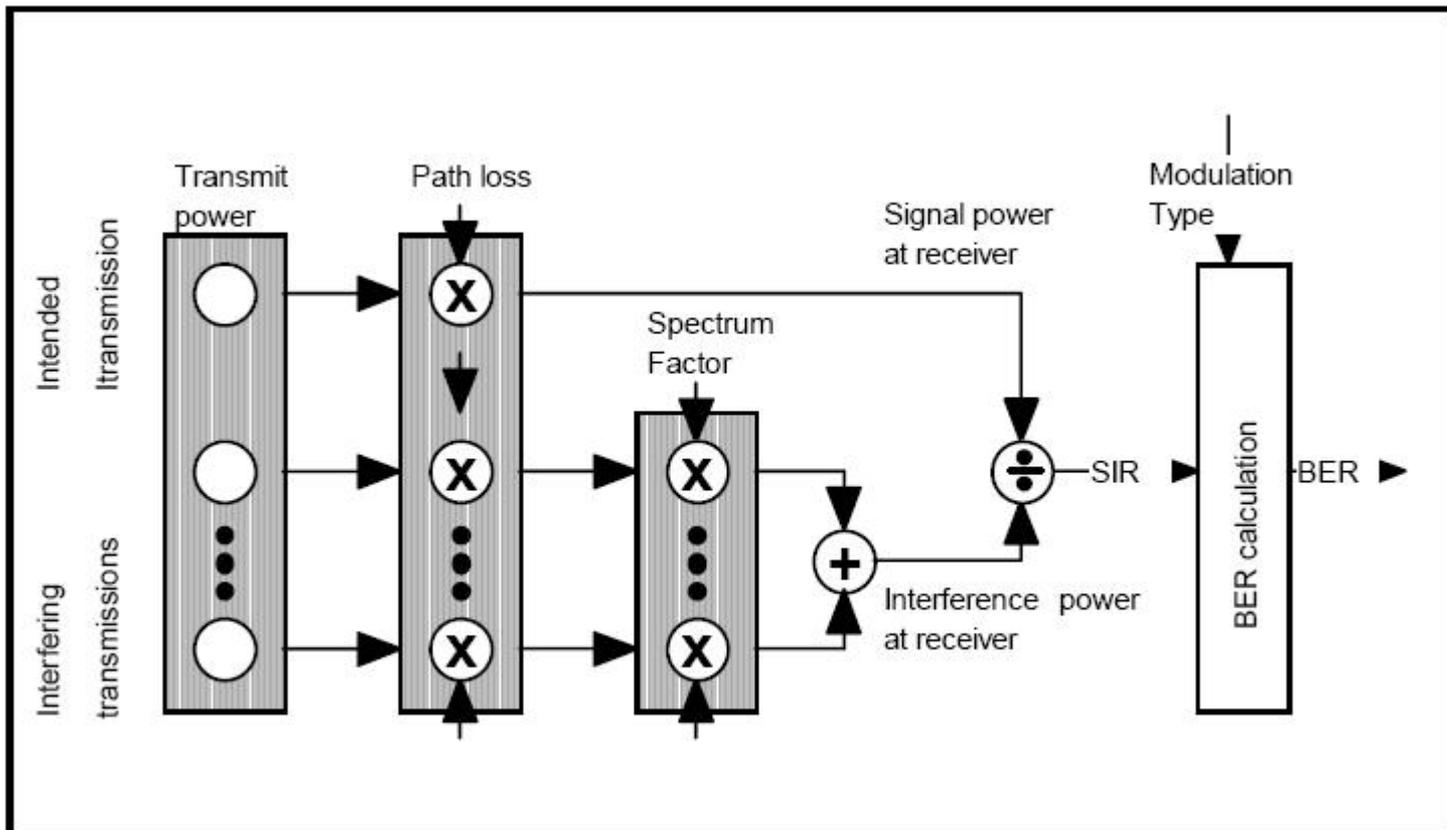 Transmit
power
Path loss
Modulation
Type
Signal power
at receiver
Intended
Itransmission
Spectrum
Factor
X
X
X
X
X
+
÷
SIR
BER calculation
BER
Interference power
at receiver
Interfering
transmissions